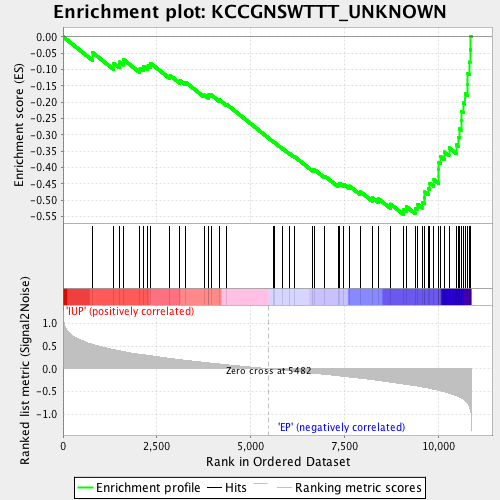 Enrichment plot: KCCGNSWTTT_UNKNOWN
Enrichment score (ES)
0.00
-0.05
-0.10
-0.15
-0.20
-0.25
-0.30
-0.35
-0.40
-0.45
-0.50
-0.55
'IUP' (positively correlated)
Zero cross at 5482
'EP' (negatively correlated)
Ranked list metric (Signal2Noise)
1.0
0.5
0.0
-0.5
-1.0
0
2,500
5,000
7,500
10,000
Rank in Ordered Dataset
Enrichment profile
Hits
Ranking metric scores